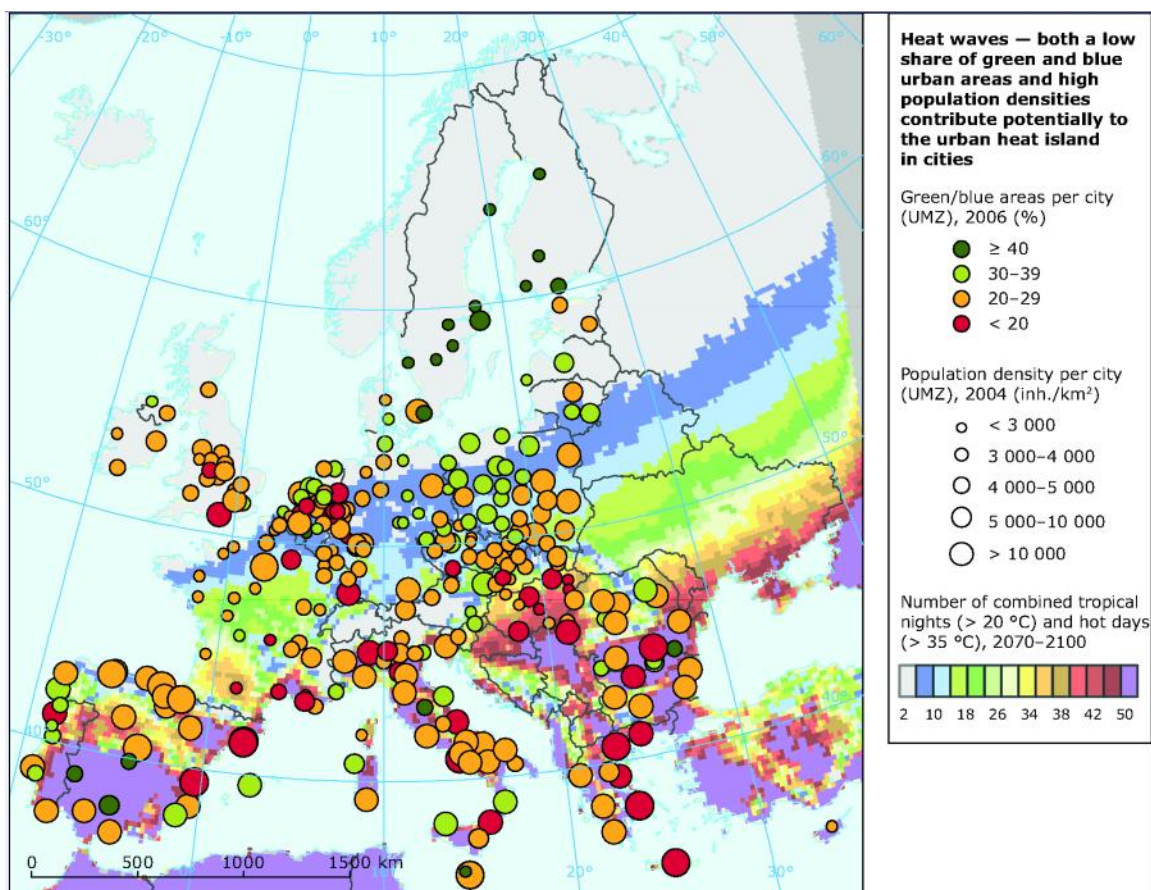 -30° -20° -10° 0° 10° 20° 30° 40° 50° 60°
60°
60°
50°
50°
40°
40°
0 500 1000 1500 km
20° 30°
Heat waves — both a low
share of green and blue
urban areas and high
population densities
contribute potentially to
the urban heat island
in cities
Green/blue areas per city
(UMZ), 2006 (%)
≥ 40
30–39
20–29
< 20
Population density per city
(UMZ), 2004 (inh./km²)
< 3 000
3 000–4 000
4 000–5 000
5 000–10 000
> 10 000
Number of combined tropical
nights (> 20 °C) and hot days
(> 35 °C), 2070–2100
2 10 18 26 34 38 42 50